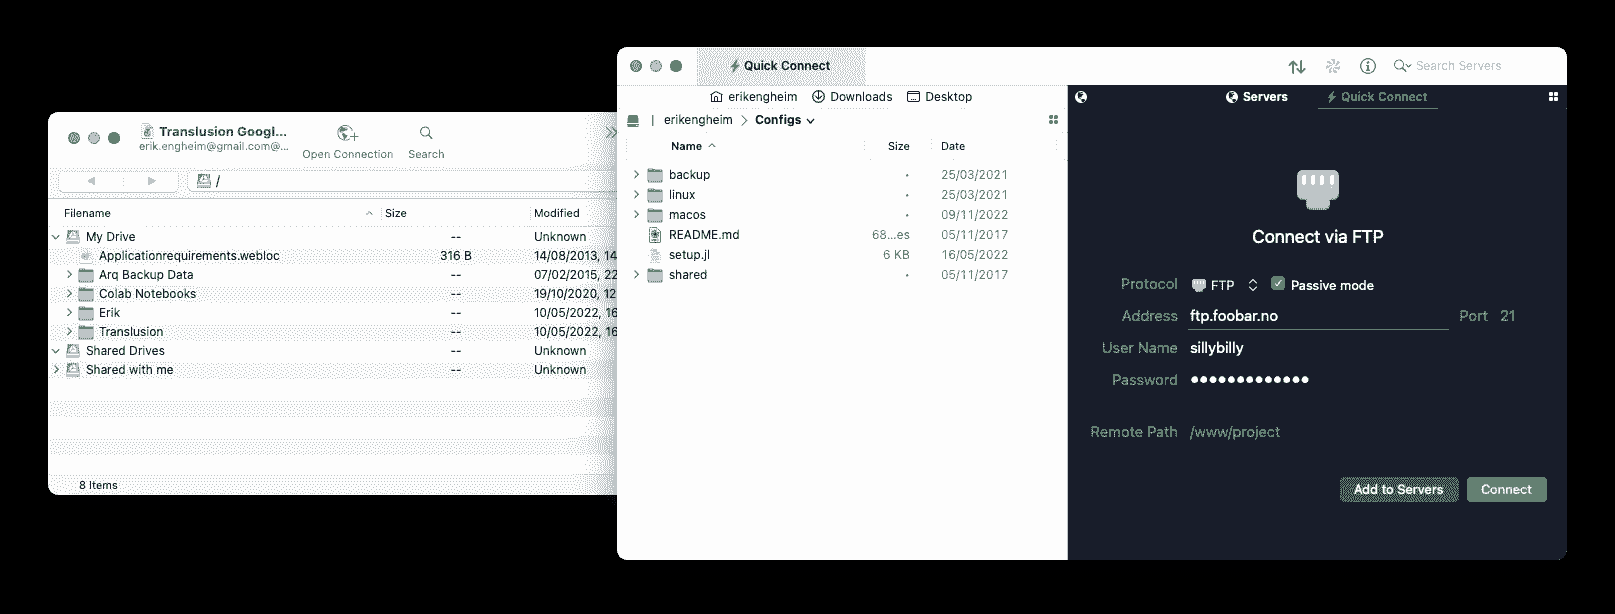 Translusion Googl...
erik.engheim@gmail.com@...
Open Connection
Search
/
Filename Size Modified
My Drive -- Unknown
Applicationrequirements.webloc 316 B 14/08/2013, 14
Arq Backup Data -- 07/02/2015, 22
Colab Notebooks -- 19/10/2020, 12
Erik -- 10/05/2022, 16
Translusion -- 10/05/2022, 16
Shared Drives -- Unknown
Shared with me -- Unknown
8 Items
Quick Connect
Search Servers
erikengheim Downloads Desktop
erikengheim Configs
Name Size Date
backup 25/03/2021
linux 25/03/2021
macos 09/11/2022
README.md 68...es 05/11/2017
setup.jl 6 KB 16/05/2022
shared 05/11/2017
Servers Quick Connect
Connect via FTP
Protocol FTP Passive mode
Address ftp.foobar.no Port 21
User Name sillybilly
Password •••••••••••••
Remote Path /www/project
Add to Servers Connect